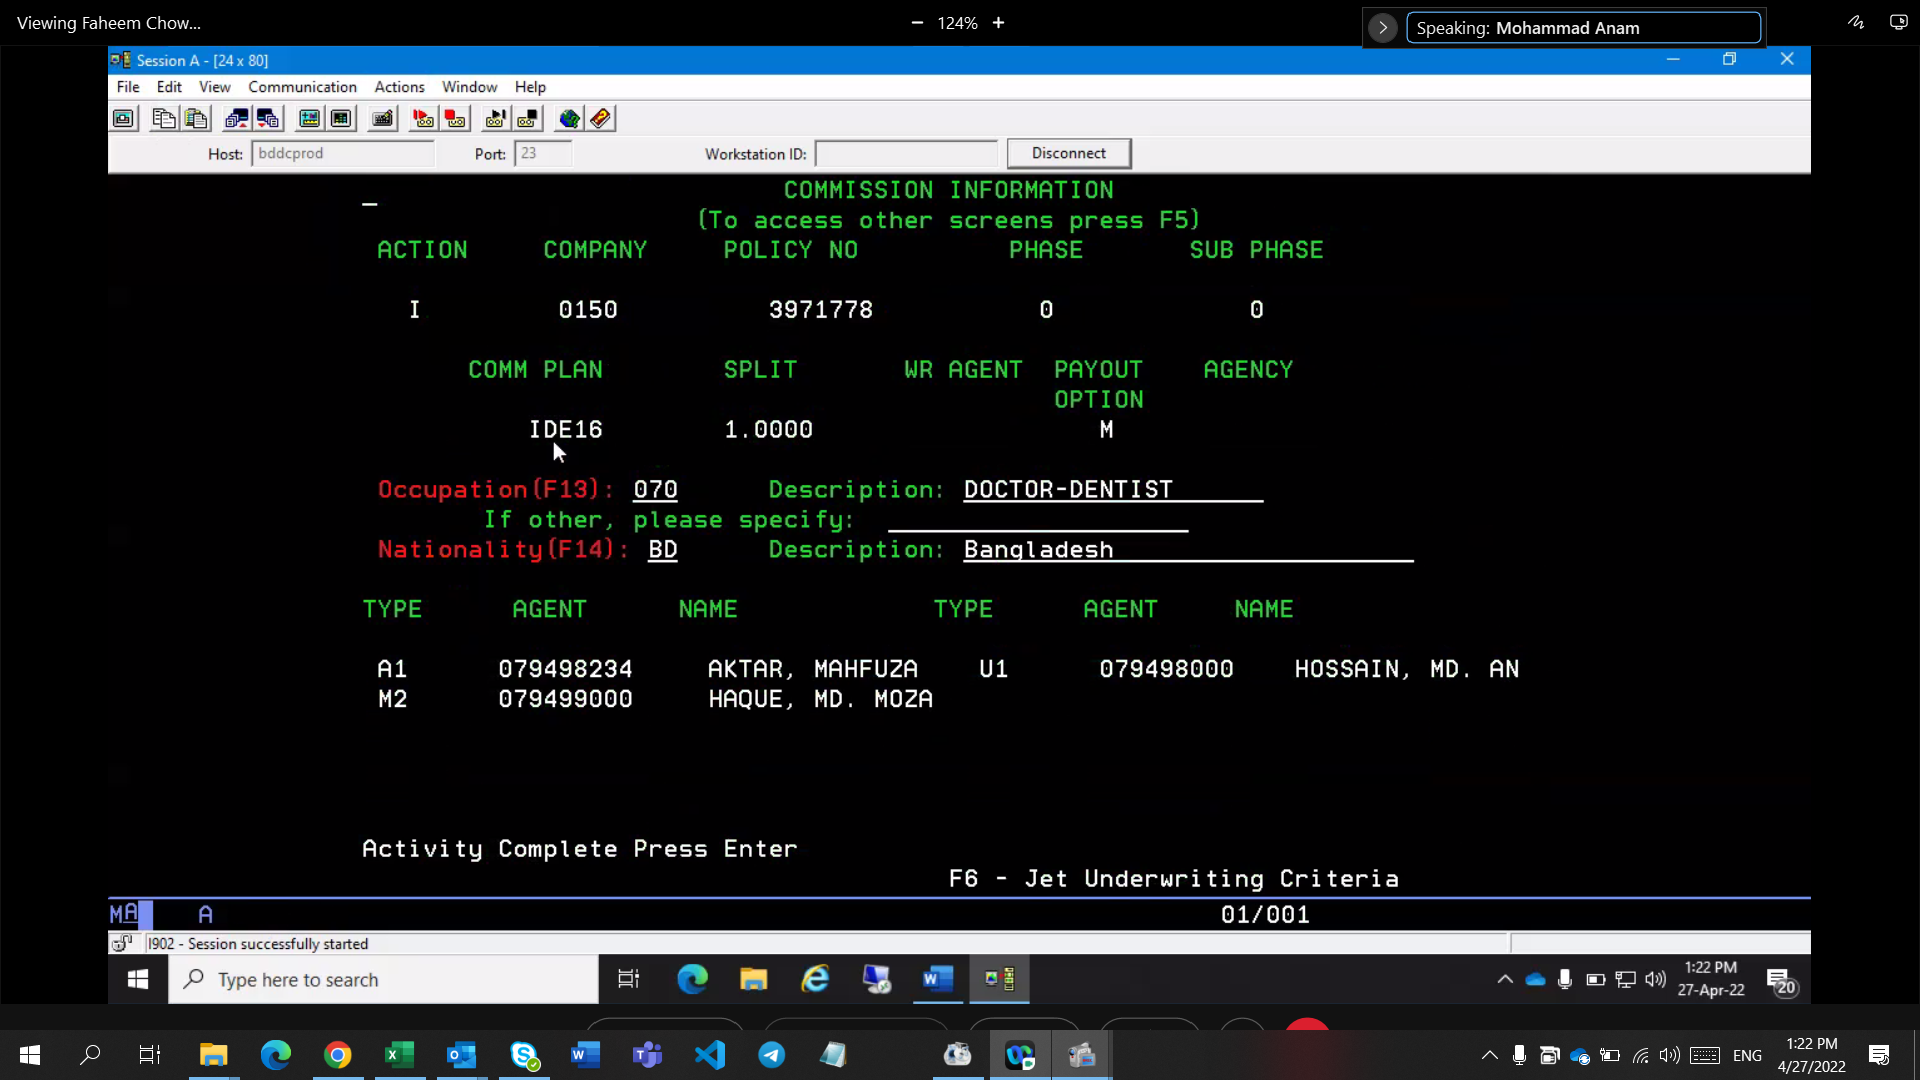 Viewing Faheem Chow...
− 124% +
Speaking: Mohammad Anam
Session A - [24 x 80]
File Edit View Communication Actions Window Help
Host: bddcprod Port: 23 Workstation ID: Disconnect
COMMISSION INFORMATION
(To access other screens press F5)
ACTION COMPANY POLICY NO PHASE SUB PHASE
I 0150 3971778 0 0
COMM PLAN SPLIT WR AGENT PAYOUT AGENCY
OPTION
IDE16 1.0000 M
Occupation(F13): 070 Description: DOCTOR-DENTIST
If other, please specify:
Nationality(F14): BD Description: Bangladesh
TYPE AGENT NAME TYPE AGENT NAME
A1 079498234 AKTAR, MAHFUZA U1 079498000 HOSSAIN, MD. AN
M2 079499000 HAQUE, MD. MOZA
Activity Complete Press Enter
F6 - Jet Underwriting Criteria
MA A 01/001
I902 - Session successfully started
Type here to search
1:22 PM
27-Apr-22
20
ENG
1:22 PM
4/27/2022